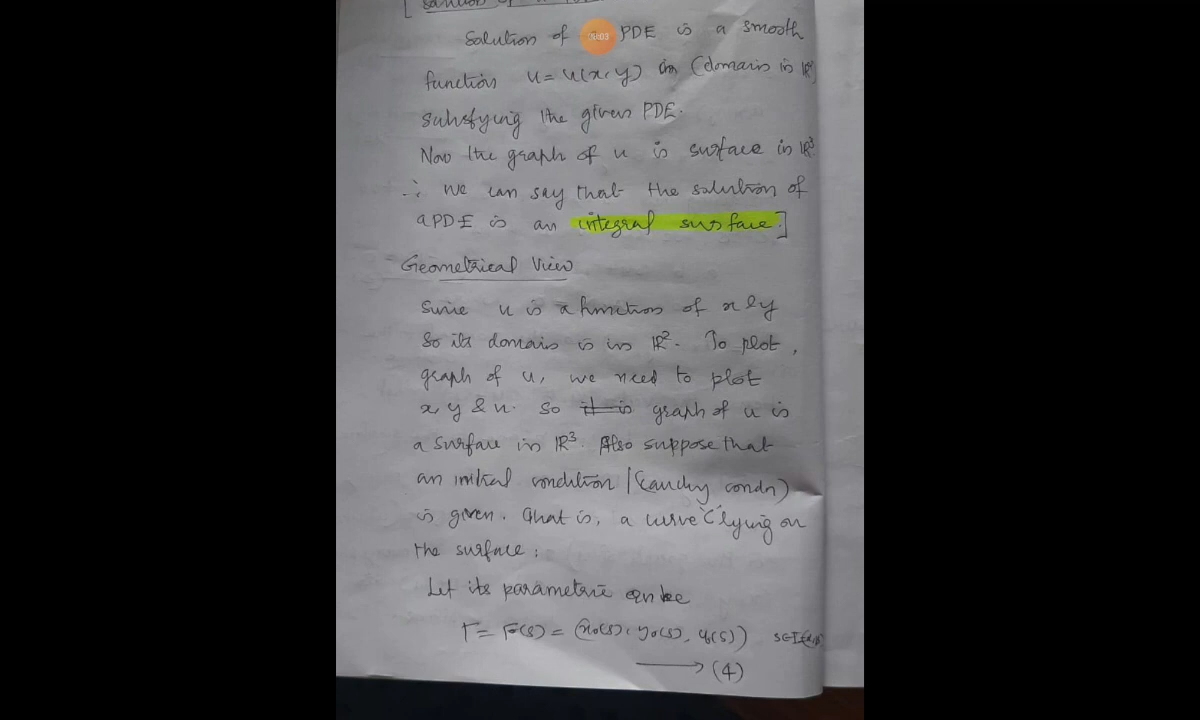 Solution of PDE is a smooth
function u = u(x, y) in (domain is
satisfying the given PDE.
Now the graph of u is surface in ℝ³
∴ we can say that the solution of
a PDE is an integral surface.]
Geometrical View
Since u is a function of x & y
So its domain is in ℝ². To plot,
graph of u, we need to plot
x, y & u. So it is graph of u is
a surface in ℝ³. Also suppose that
an initial condition / (Cauchy condn)
is given. That is, a curve 'C' lying on
the surface:
Let its parametric eqn be
= (x₀(s), y₀(s), u₀(s))
⟶ (4)